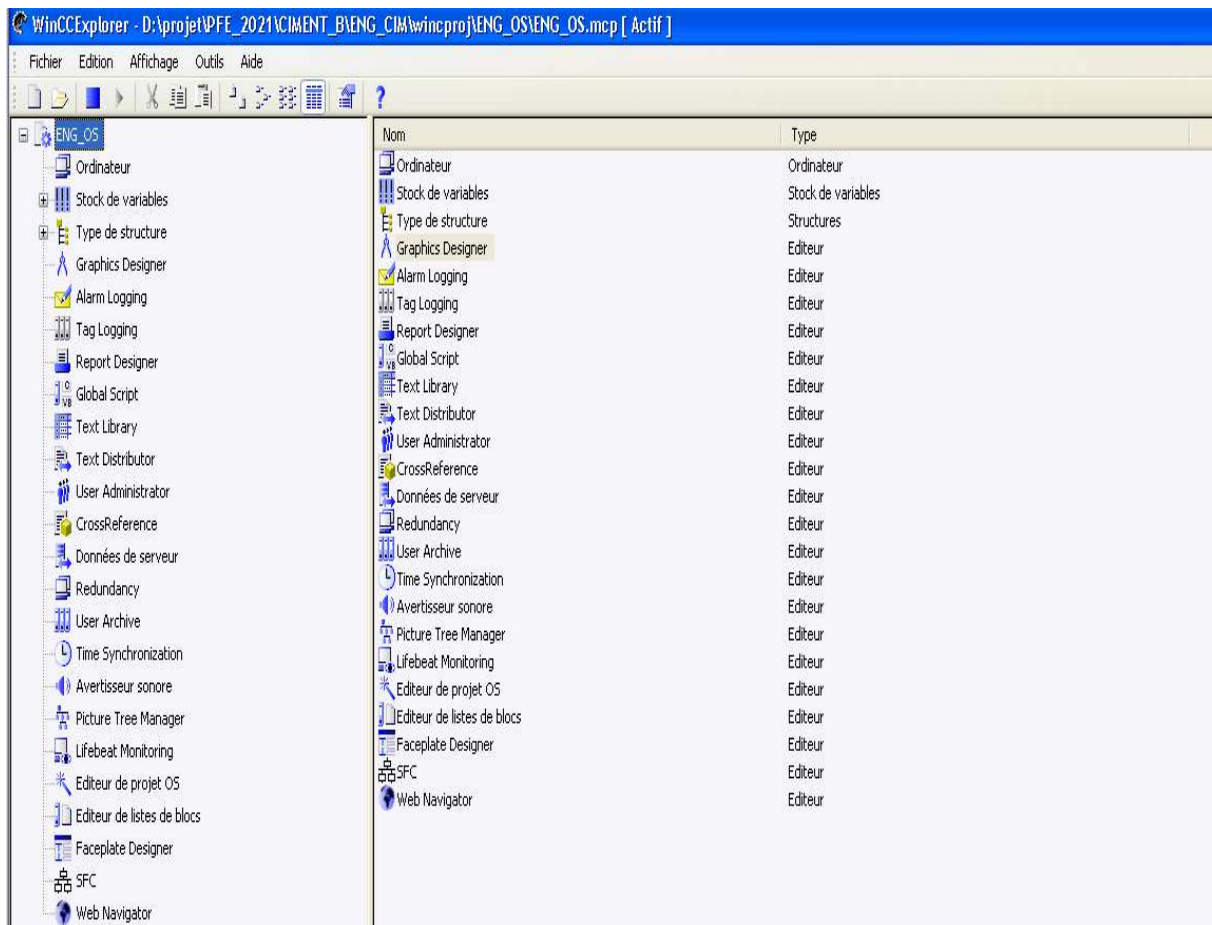 WinCCExplorer - D:\projet\PFE_2021\CIMENT_B\ENG_CIM\wincproj\ENG_OS\ENG_OS.mcp [ Actif ]
Fichier Edition Affichage Outils Aide
ENG_OS
Ordinateur
Stock de variables
Type de structure
Graphics Designer
Alarm Logging
Tag Logging
Report Designer
Global Script
Text Library
Text Distributor
User Administrator
CrossReference
Données de serveur
Redundancy
User Archive
Time Synchronization
Avertisseur sonore
Picture Tree Manager
Lifebeat Monitoring
Editeur de projet OS
Editeur de listes de blocs
Faceplate Designer
SFC
Web Navigator
Nom Type
Ordinateur Ordinateur
Stock de variables Stock de variables
Type de structure Structures
Graphics Designer Editeur
Alarm Logging Editeur
Tag Logging Editeur
Report Designer Editeur
Global Script Editeur
Text Library Editeur
Text Distributor Editeur
User Administrator Editeur
CrossReference Editeur
Données de serveur Editeur
Redundancy Editeur
User Archive Editeur
Time Synchronization Editeur
Avertisseur sonore Editeur
Picture Tree Manager Editeur
Lifebeat Monitoring Editeur
Editeur de projet OS Editeur
Editeur de listes de blocs Editeur
Faceplate Designer Editeur
SFC Editeur
Web Navigator Editeur